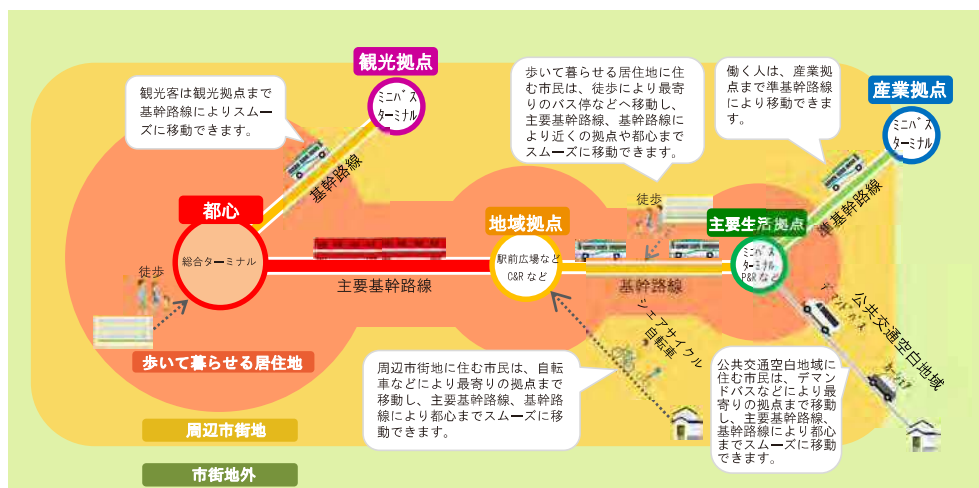 観光拠点
ミニバス
ターミナル
観光客は観光拠点まで
基幹路線によりスムー
ズに移動できます。
歩いて暮らせる居住地に住
む市民は、徒歩により最寄
りのバス停などへ移動し、
主要基幹路線、基幹路線
により近くの拠点や都心まで
スムーズに移動できます。
働く人は、産業拠
点まで準基幹路線
により移動できま
す。
産業拠点
ミニバス
ターミナル
基幹路線
準基幹路線
都心
総合ターミナル
徒歩
主要基幹路線
地域拠点
駅前広場など
C&Rなど
徒歩
基幹路線
主要生活拠点
ミニバス
ターミナル
P&Rなど
デマンドバス
公共交通空白地域
シェアサイクル
自転車
歩いて暮らせる居住地
周辺市街地に住む市民は、自転
車などにより最寄りの拠点まで
移動し、主要基幹路線、基幹路
線により都心までスムーズに移
動できます。
公共交通空白地域に
住む市民は、デマン
ドバスなどにより最
寄りの拠点まで移動
し、主要基幹路線、
基幹路線により都心
までスムーズに移動
できます。
周辺市街地
市街地外